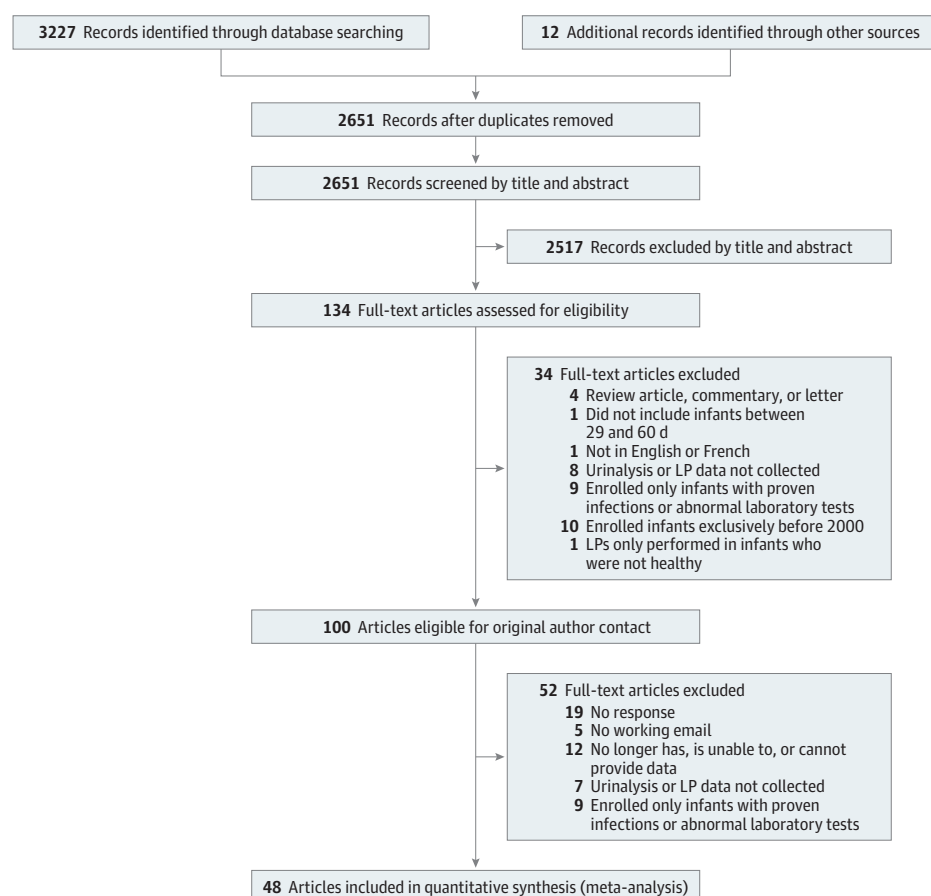 3227 Records identified through database searching
12 Additional records identified through other sources
2651 Records after duplicates removed
2651 Records screened by title and abstract
2517 Records excluded by title and abstract
134 Full-text articles assessed for eligibility
34 Full-text articles excluded
4 Review article, commentary, or letter
1 Did not include infants between
29 and 60 d
1 Not in English or French
8 Urinalysis or LP data not collected
9 Enrolled only infants with proven
infections or abnormal laboratory tests
10 Enrolled infants exclusively before 2000
1 LPs only performed in infants who
were not healthy
100 Articles eligible for original author contact
52 Full-text articles excluded
19 No response
5 No working email
12 No longer has, is unable to, or cannot
provide data
7 Urinalysis or LP data not collected
9 Enrolled only infants with proven
infections or abnormal laboratory tests
48 Articles included in quantitative synthesis (meta-analysis)